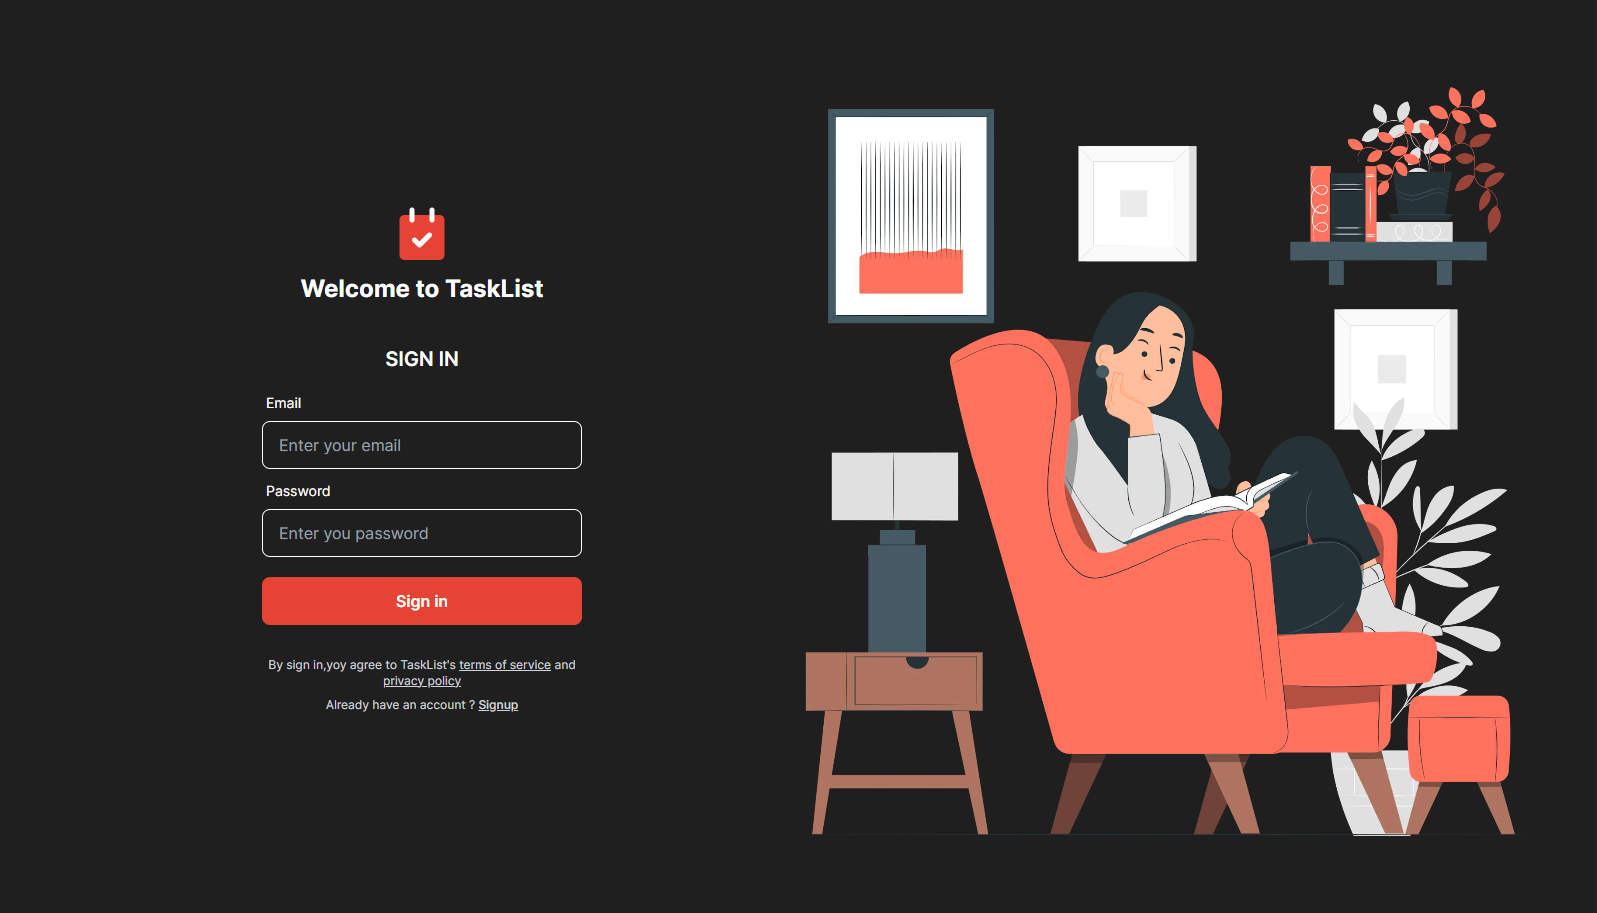 Welcome to TaskList
SIGN IN
Email
Enter your email
Password
Enter you password
Sign in
By sign in,yoy agree to TaskList's terms of service and
privacy policy
Already have an account ? Signup